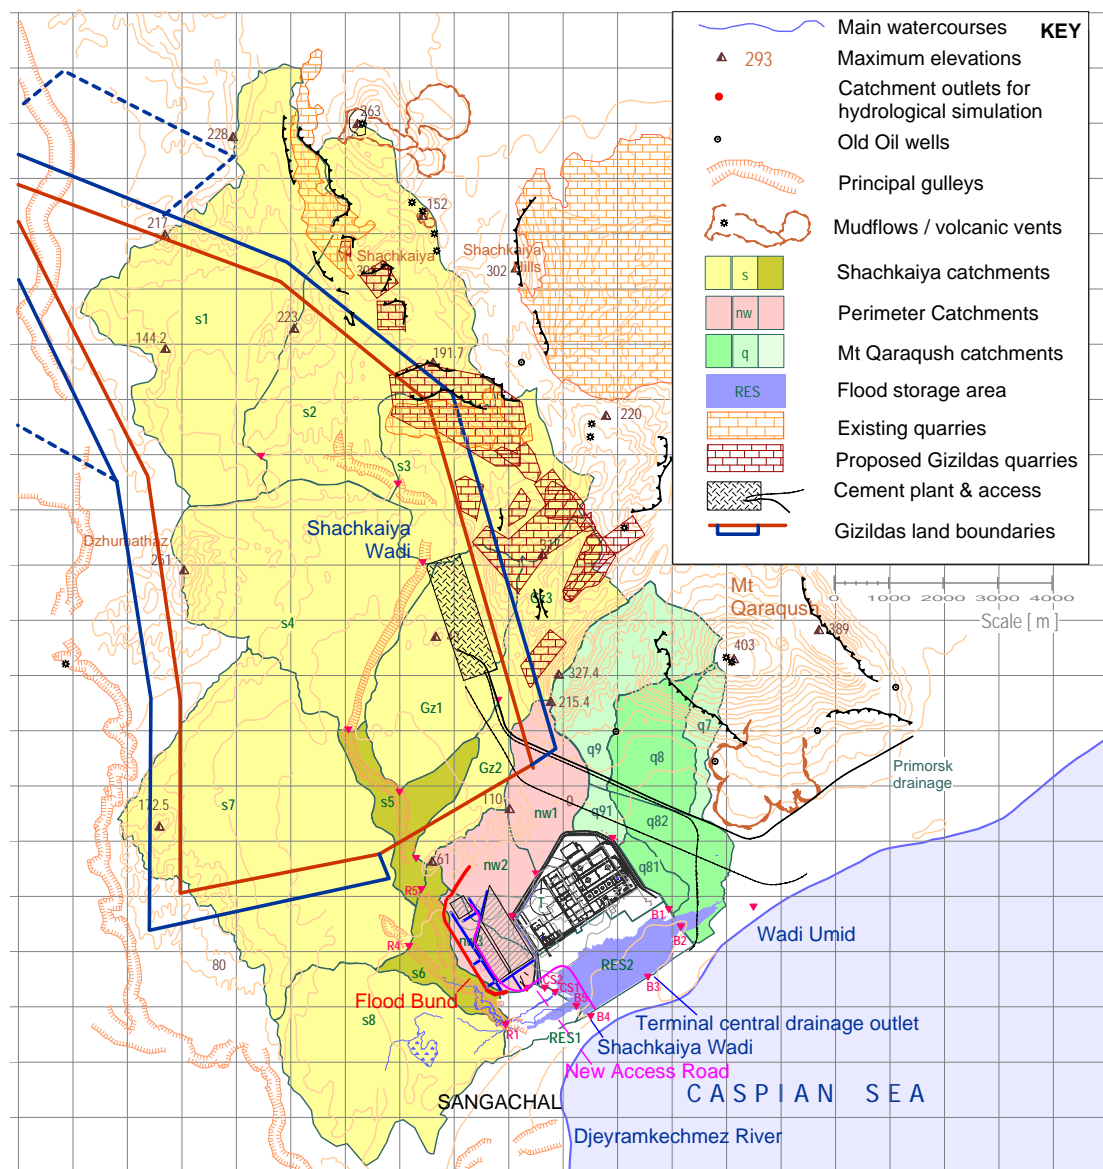 Main watercourses
KEY
293
Maximum elevations
Catchment outlets for
hydrological simulation
Old Oil wells
Principal gulleys
Mudflows / volcanic vents
s
Shachkaiya catchments
nw
Perimeter Catchments
q
Mt Qaraqush catchments
RES
Flood storage area
Existing quarries
Proposed Gizildas quarries
Cement plant & access
Gizildas land boundaries
0
1000
2000
3000
4000
Scale [ m ]
263
228
152
217
Mt Shachkaiya
Shachkaiya
Hills
302
s1
223
144.2
191.7
s2
220
s3
Shachkaiya
Wadi
Dzhumathaz
251
s4
Mt
Qaraqush
389
403
327.4
215.4
Gz1
q7
q9
q8
Primorsk
drainage
Gz2
s5
s7
172.5
110
nw1
0
q91
q82
61
nw2
q81
R5
T
B1
B2
Wadi Umid
R4
80
s6
RES2
CS2
CS1
B3
B5
B4
Flood Bund
s8
R1
RES1
Terminal central drainage outlet
Shachkaiya Wadi
New Access Road
SANGACHAL
CASPIAN SEA
Djeyramkechmez River